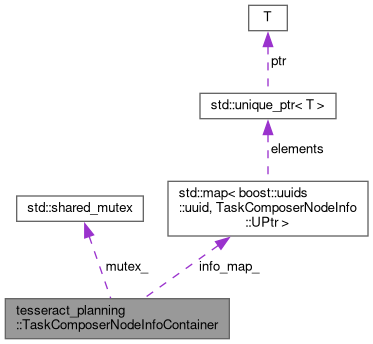 T
ptr
std::unique_ptr< T >
elements
std::shared_mutex
std::map< boost::uuids
::uuid, TaskComposerNodeInfo
::UPtr >
mutex_
info_map_
tesseract_planning
::TaskComposerNodeInfoContainer